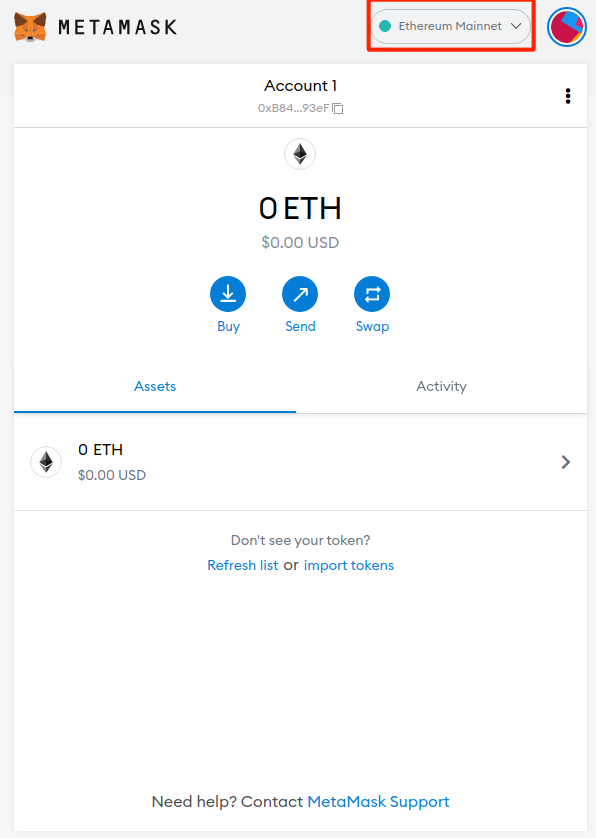 METAMASK
Ethereum Mainnet
Account 1
0xB84...93eF
0 ETH
$0.00 USD
Buy
Send
Swap
Assets
Activity
0 ETH
$0.00 USD
Don't see your token?
Refresh list or import tokens
Need help? Contact MetaMask Support